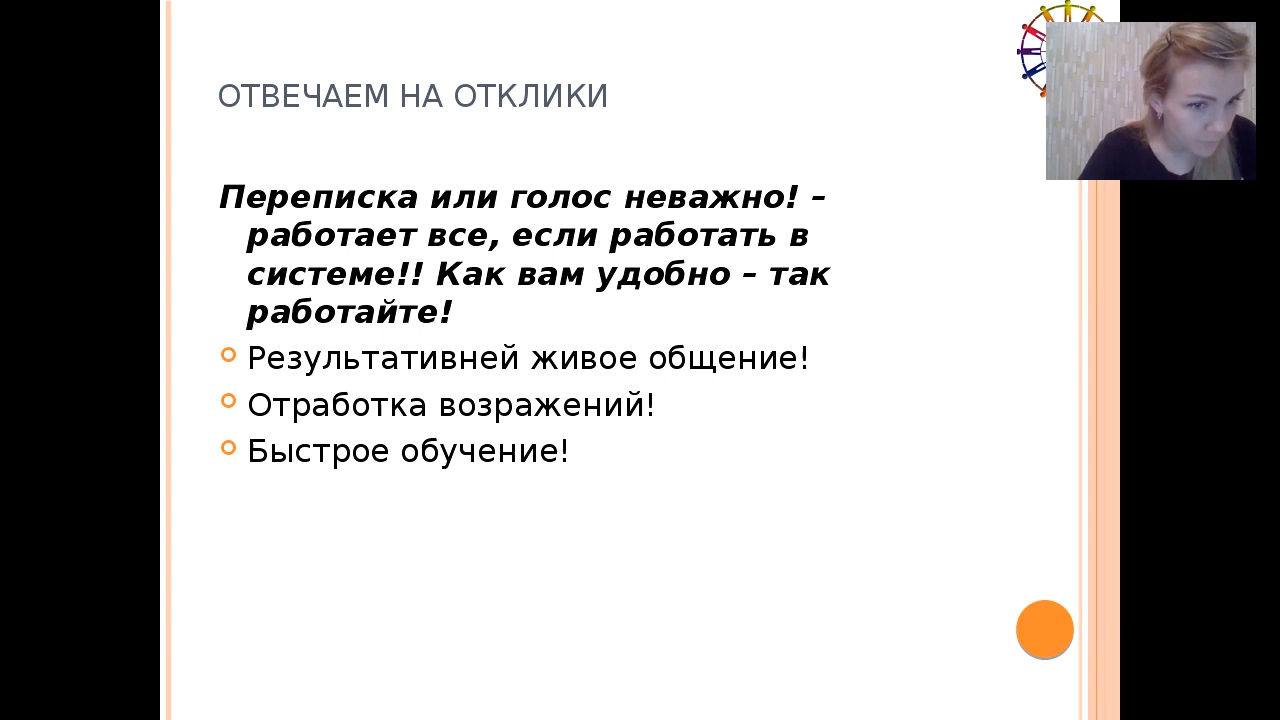 ОТВЕЧАЕМ НА ОТКЛИКИ
Переписка или голос неважно! –
работает все, если работать в
системе!! Как вам удобно – так
работайте!
Результативней живое общение!
Отработка возражений!
Быстрое обучение!